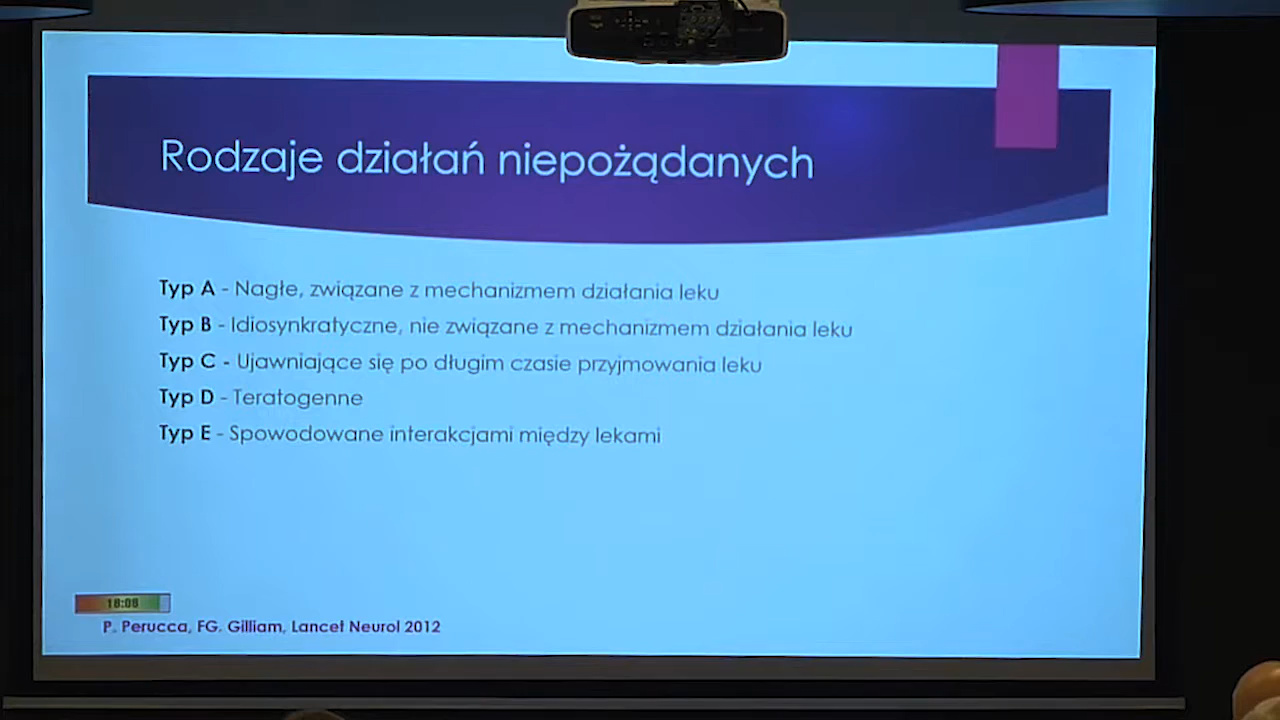 Rodzaje działań niepożądanych
Typ A - Nagłe, związane z mechanizmem działania leku
Typ B - Idiosynkratyczne, nie związane z mechanizmem działania leku
Typ C - Ujawniające się po długim czasie przyjmowania leku
Typ D - Teratogenne
Typ E - Spowodowane interakcjami między lekami
18:08
P. Perucca, FG. Gilliam, Lancet Neurol 2012